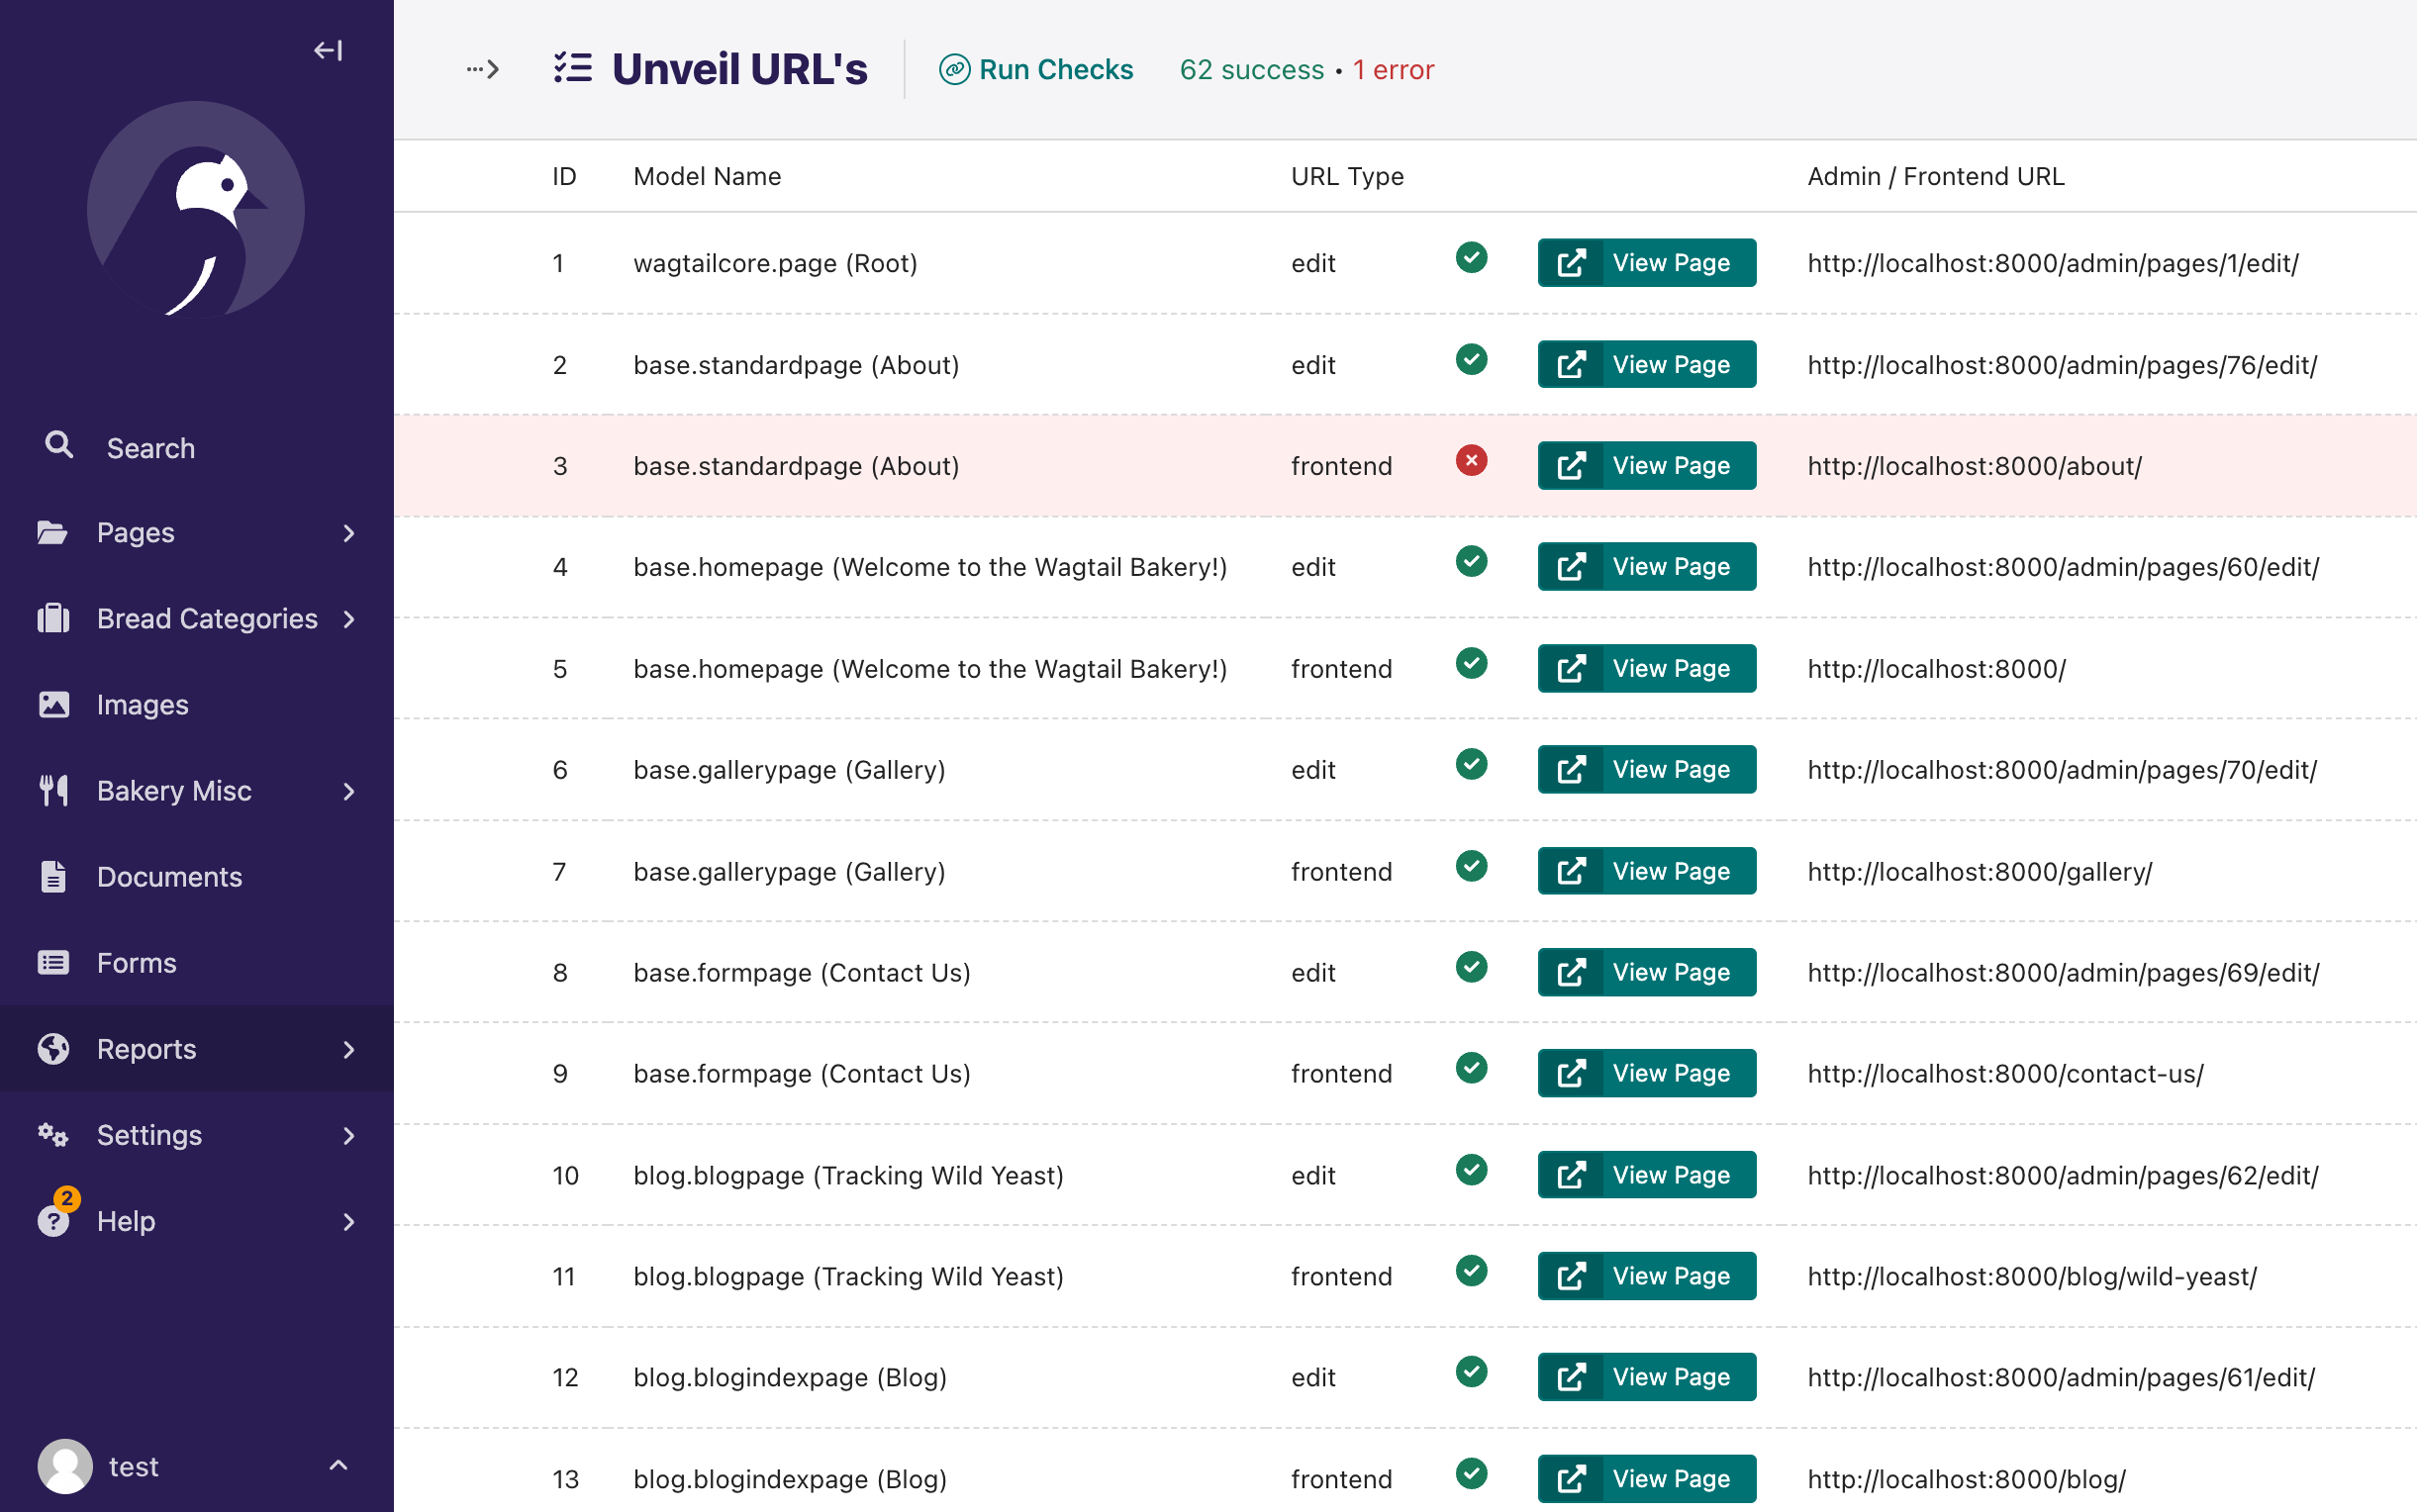 Unveil URL's
Run Checks
62 success • 1 error
Search
Pages
Bread Categories
Images
Bakery Misc
Documents
Forms
Reports
Settings
2
Help
test
ID Model Name URL Type Admin / Frontend URL
1 wagtailcore.page (Root) edit View Page http://localhost:8000/admin/pages/1/edit/
2 base.standardpage (About) edit View Page http://localhost:8000/admin/pages/76/edit/
3 base.standardpage (About) frontend View Page http://localhost:8000/about/
4 base.homepage (Welcome to the Wagtail Bakery!) edit View Page http://localhost:8000/admin/pages/60/edit/
5 base.homepage (Welcome to the Wagtail Bakery!) frontend View Page http://localhost:8000/
6 base.gallerypage (Gallery) edit View Page http://localhost:8000/admin/pages/70/edit/
7 base.gallerypage (Gallery) frontend View Page http://localhost:8000/gallery/
8 base.formpage (Contact Us) edit View Page http://localhost:8000/admin/pages/69/edit/
9 base.formpage (Contact Us) frontend View Page http://localhost:8000/contact-us/
10 blog.blogpage (Tracking Wild Yeast) edit View Page http://localhost:8000/admin/pages/62/edit/
11 blog.blogpage (Tracking Wild Yeast) frontend View Page http://localhost:8000/blog/wild-yeast/
12 blog.blogindexpage (Blog) edit View Page http://localhost:8000/admin/pages/61/edit/
13 blog.blogindexpage (Blog) frontend View Page http://localhost:8000/blog/